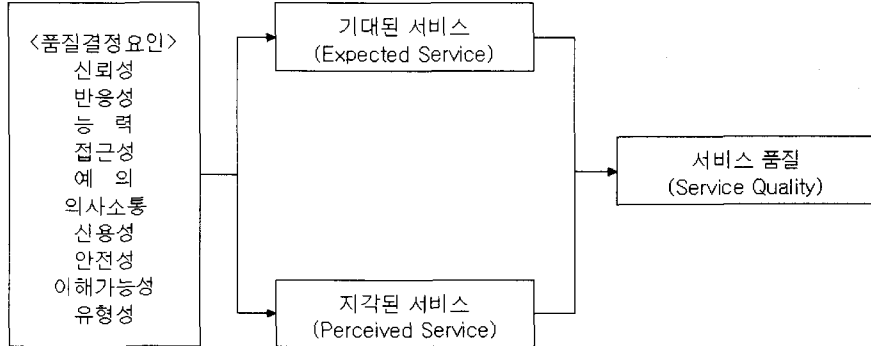 <품질결정요인>
신뢰성
반응성
능 력
접근성
예 의
의사소통
신용성
안전성
이해가능성
유형성
기대된 서비스
(Expected Service)
지각된 서비스
(Perceived Service)
서비스 품질
(Service Quality)